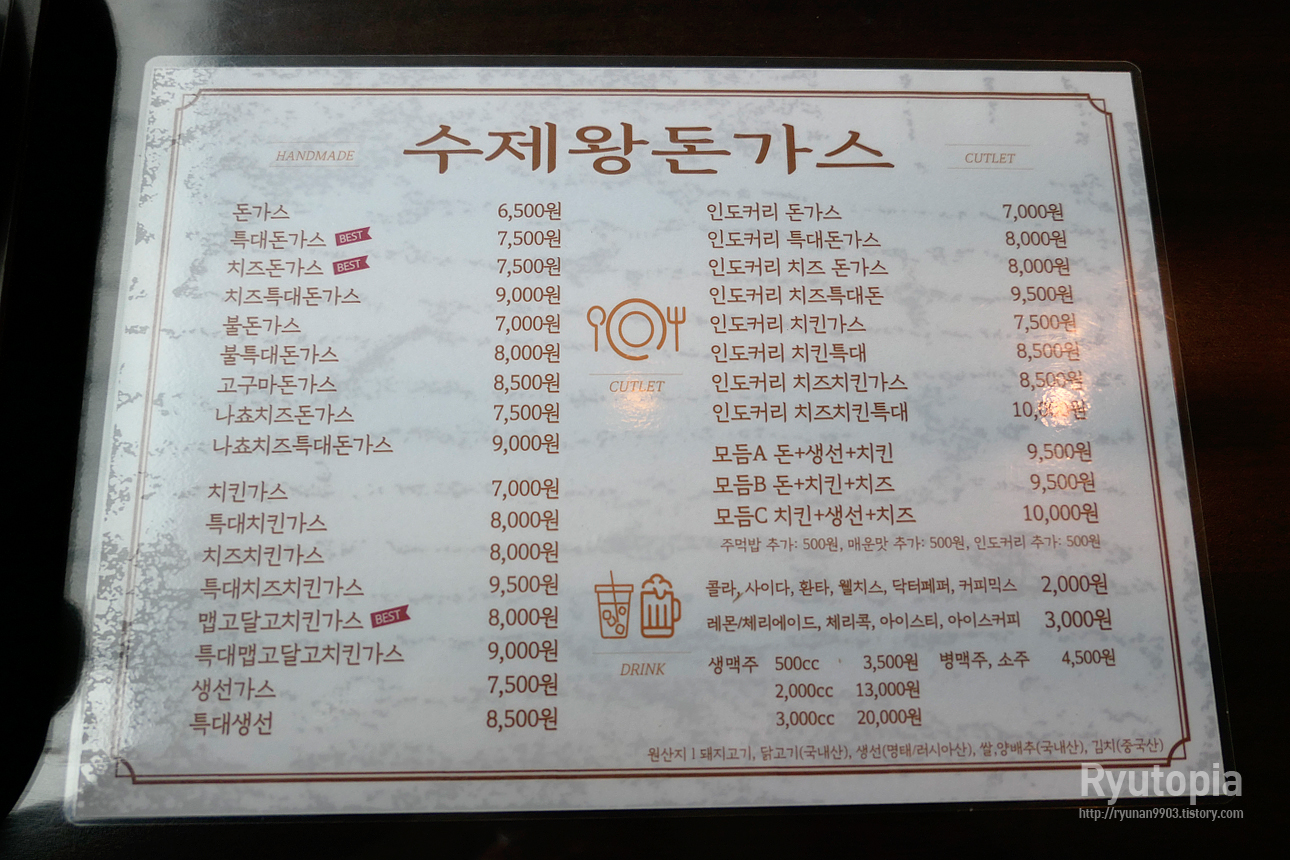 HANDMADE 수제왕돈가스 CUTLET
돈가스 6,500원
특대돈가스 BEST 7,500원
치즈돈가스 BEST 7,500원
치즈특대돈가스 9,000원
불돈가스 7,000원
불특대돈가스 8,000원
고구마돈가스 8,500원
나쵸치즈돈가스 7,500원
나쵸치즈특대돈가스 9,000원
치킨가스 7,000원
특대치킨가스 8,000원
치즈치킨가스 8,000원
특대치즈치킨가스 9,500원
맵고달고치킨가스 BEST 8,000원
특대맵고달고치킨가스 9,000원
생선가스 7,500원
특대생선 8,500원
CUTLET
DRINK
인도커리 돈가스 7,000원
인도커리 특대돈가스 8,000원
인도커리 치즈 돈가스 8,000원
인도커리 치즈특대돈 9,500원
인도커리 치킨가스 7,500원
인도커리 치킨특대 8,500원
인도커리 치즈치킨가스 8,500원
인도커리 치즈치킨특대
모듬A 돈+생선+치킨 9,500원
모듬B 돈+치킨+치즈 9,500원
모듬C 치킨+생선+치즈 10,000원
주먹밥 추가: 500원, 매운맛 추가: 500원, 인도커리 추가: 500원
콜라, 사이다, 환타, 웰치스, 닥터페퍼, 커피믹스 2,000원
레몬/체리에이드, 체리콕, 아이스티, 아이스커피 3,000원
생맥주 500cc 3,500원 병맥주, 소주 4,500원
2,000cc 13,000원
3,000cc 20,000원
원산지 | 돼지고기, 닭고기(국내산), 생선(명태/러시아산), 쌀,양배추(국내산), 김치(중국산)
Ryutopia
http://ryunan9903.tistory.com